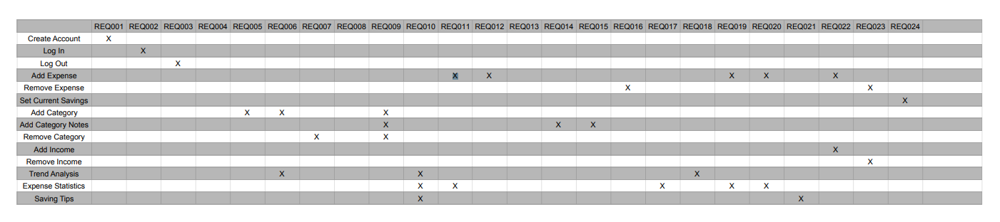 REQ001 REQ002 REQ003 REQ004 REQ005 REQ006 REQ007 REQ008 REQ009 REQ010 REQ011 REQ012 REQ013 REQ014 REQ015 REQ016 REQ017 REQ018 REQ019 REQ020 REQ021 REQ022 REQ023 REQ024
Create Account X
Log In X
Log Out X
Add Expense X X X X X
Remove Expense X X
Set Current Savings X
Add Category X X X
Add Category Notes X X X
Remove Category X X
Add Income X
Remove Income X
Trend Analysis X X X
Expense Statistics X X X X X
Saving Tips X X